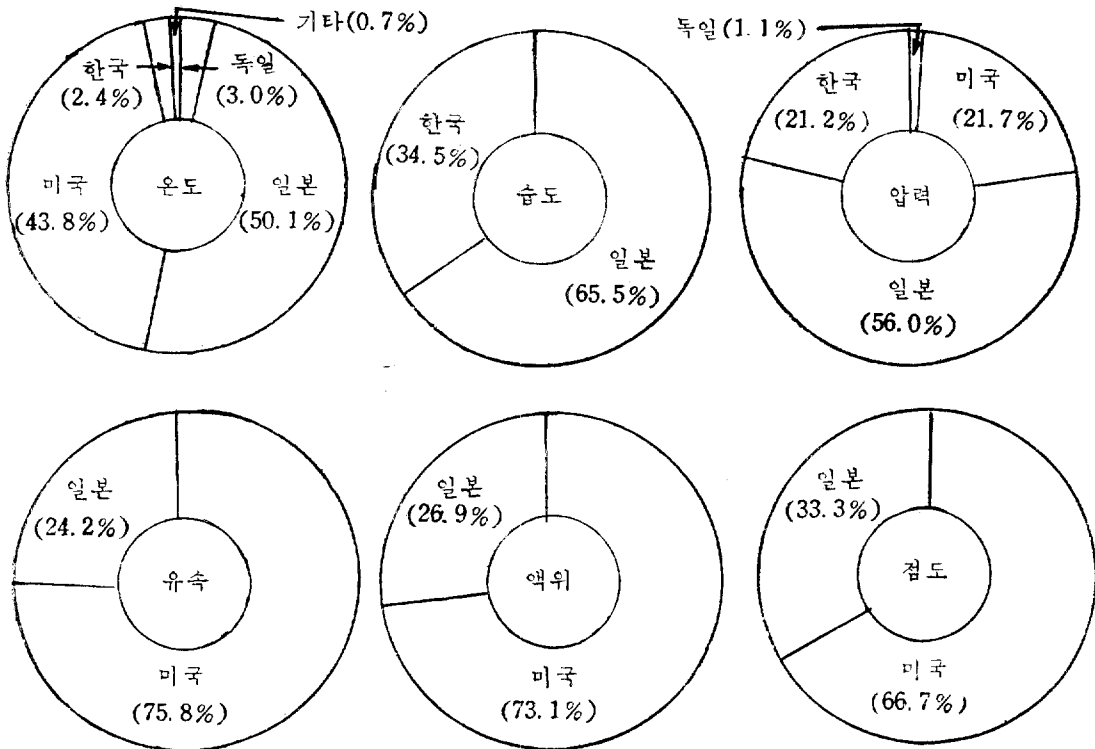 기타(0.7%)
한국
(2.4%)
독일
(3.0%)
미국
(43.8%)
온도
일본
(50.1%)
한국
(34.5%)
습도
일본
(65.5%)
독일(1.1%)
한국
(21.2%)
미국
(21.7%)
압력
일본
(56.0%)
일본
(24.2%)
유속
미국
(75.8%)
일본
(26.9%)
액위
미국
(73.1%)
일본
(33.3%)
점도
미국
(66.7%)